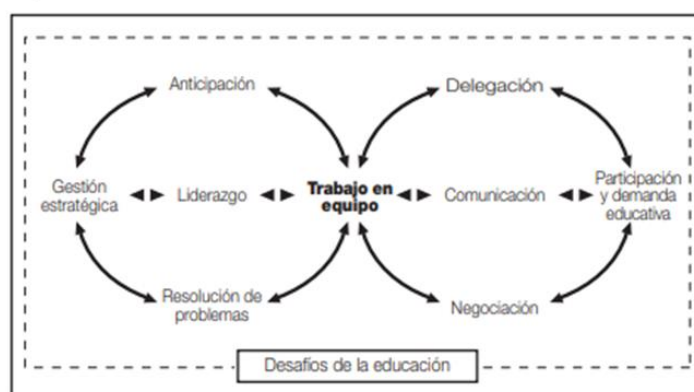 Anticipación
Delegación
Gestión
estratégica
Liderazgo
Trabajo en
equipo
Comunicación
Participación
y demanda
educativa
Resolución de
problemas
Negociación
Desafíos de la educación